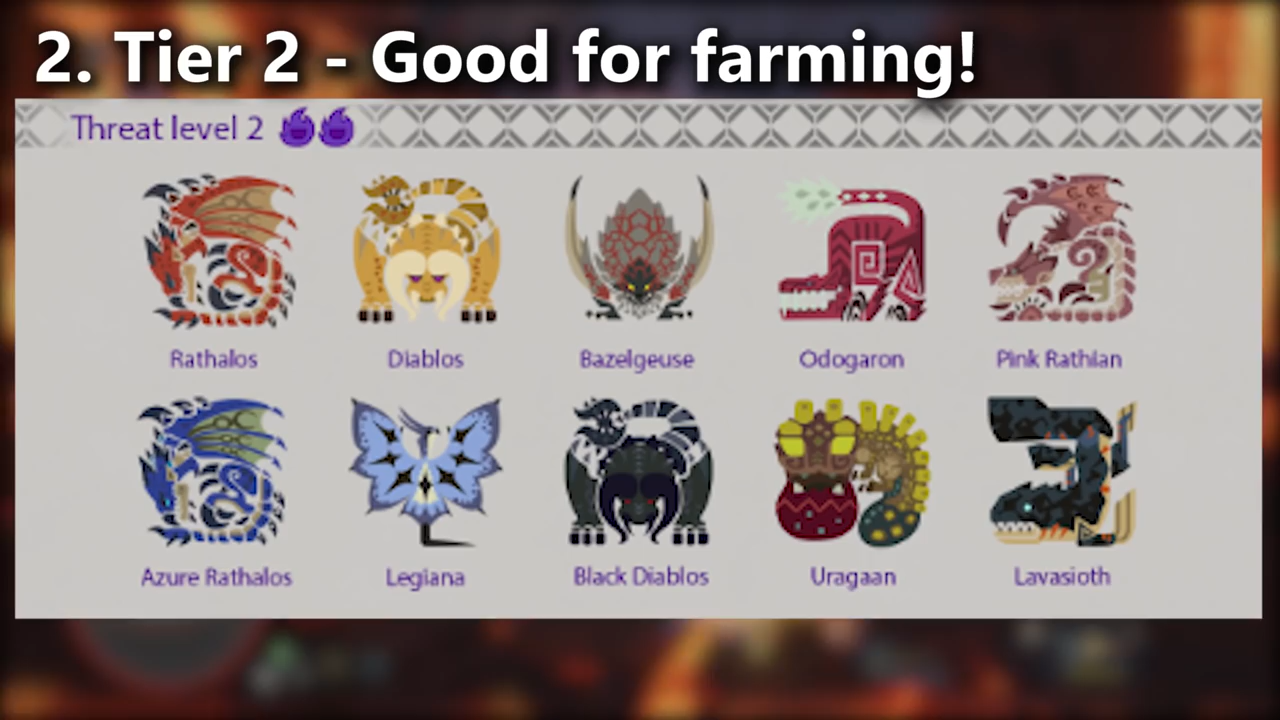 2. Tier 2 - Good for farming!
Threat level 2
Rathalos Diablos Bazelgeuse Odogaron Pink Rathian
Azure Rathalos Legiana Black Diablos Uragaan Lavasioth